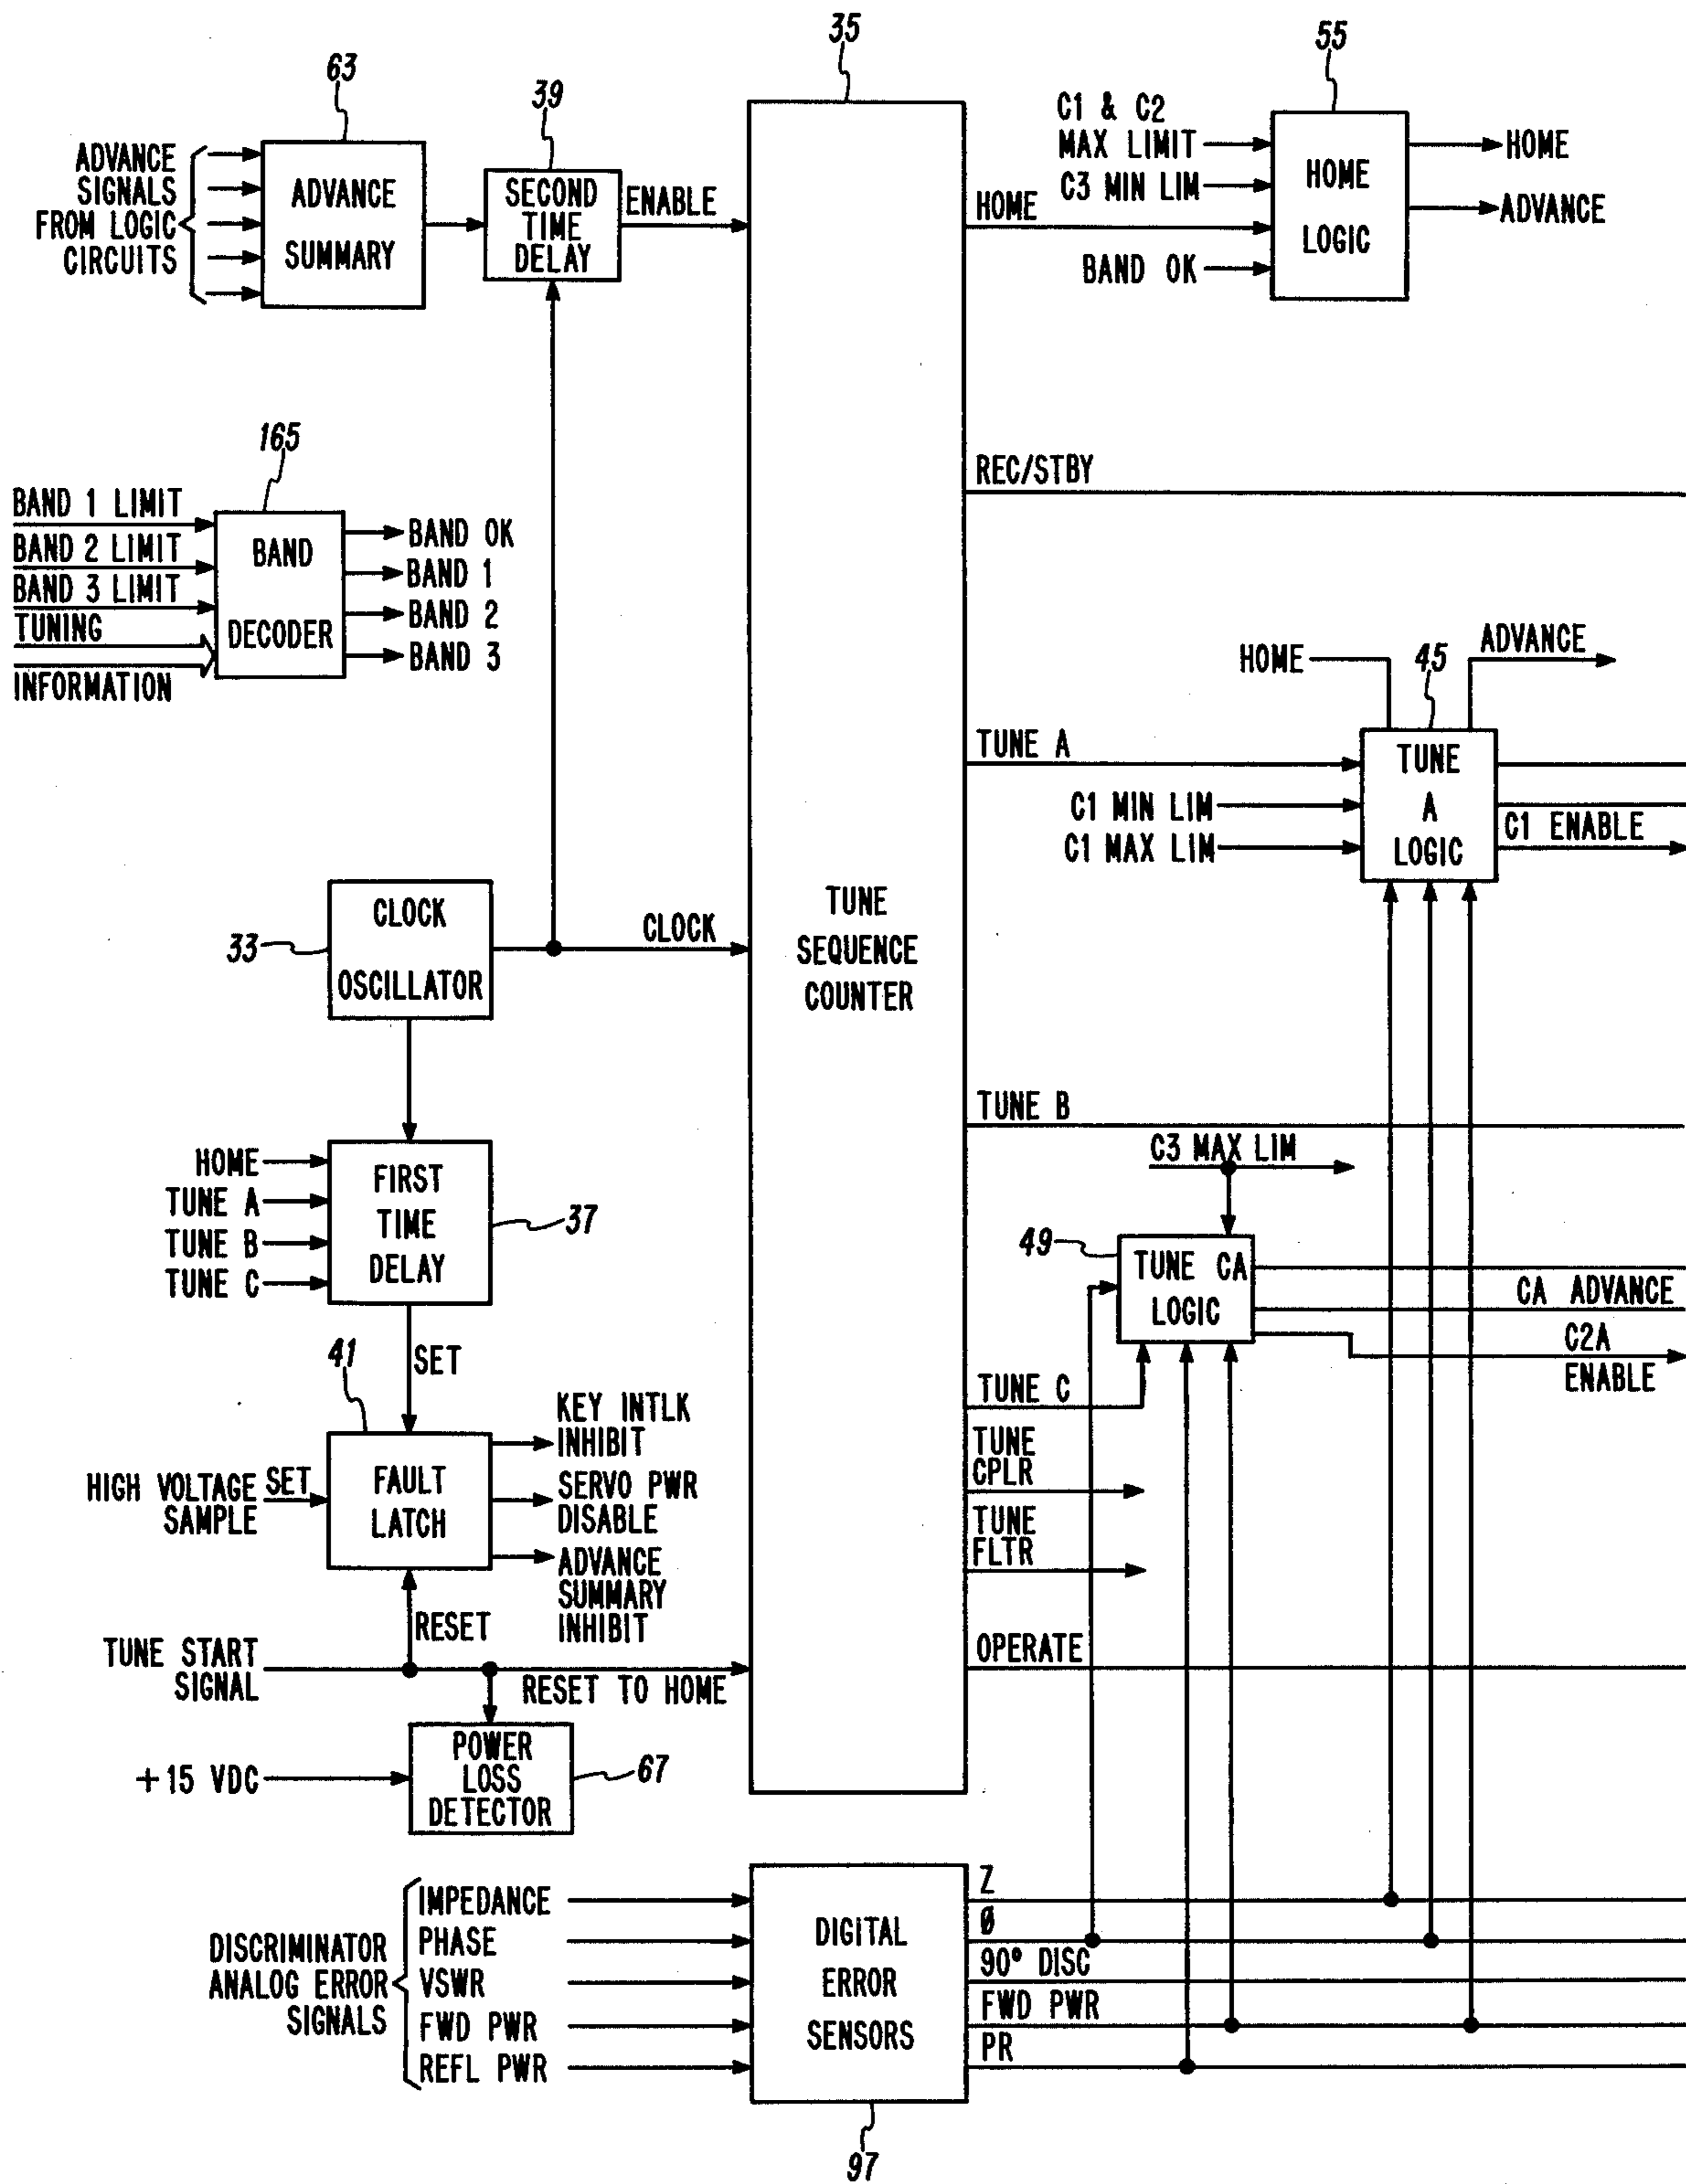 35
55
63
39
C1 & C2
MAX LIMIT
C3 MIN LIM
HOME
BAND OK
HOME
LOGIC
HOME
ADVANCE
ADVANCE
SIGNALS
FROM LOGIC
CIRCUITS
ADVANCE
SUMMARY
SECOND
TIME
DELAY
ENABLE
165
REC/STBY
BAND 1 LIMIT
BAND 2 LIMIT
BAND 3 LIMIT
TUNING
INFORMATION
BAND
DECODER
BAND OK
BAND 1
BAND 2
BAND 3
HOME
45
ADVANCE
TUNE A
C1 MIN LIM
C1 MAX LIM
TUNE
A
LOGIC
C1 ENABLE
33
CLOCK
OSCILLATOR
CLOCK
TUNE
SEQUENCE
COUNTER
TUNE B
C3 MAX LIM
HOME
TUNE A
TUNE B
TUNE C
FIRST
TIME
DELAY
37
49
TUNE CA
LOGIC
CA ADVANCE
C2A
ENABLE
SET
41
TUNE C
TUNE
CPLR
TUNE
FLTR
HIGH VOLTAGE
SAMPLE
SET
FAULT
LATCH
KEY INTLK
INHIBIT
SERVO PWR
DISABLE
ADVANCE
SUMMARY
INHIBIT
RESET
TUNE START
SIGNAL
RESET TO HOME
OPERATE
+15 VDC
POWER
LOSS
DETECTOR
67
DISCRIMINATOR
ANALOG ERROR
SIGNALS
IMPEDANCE
PHASE
VSWR
FWD PWR
REFL PWR
DIGITAL
ERROR
SENSORS
Z
Ø
90° DISC
FWD PWR
PR
97